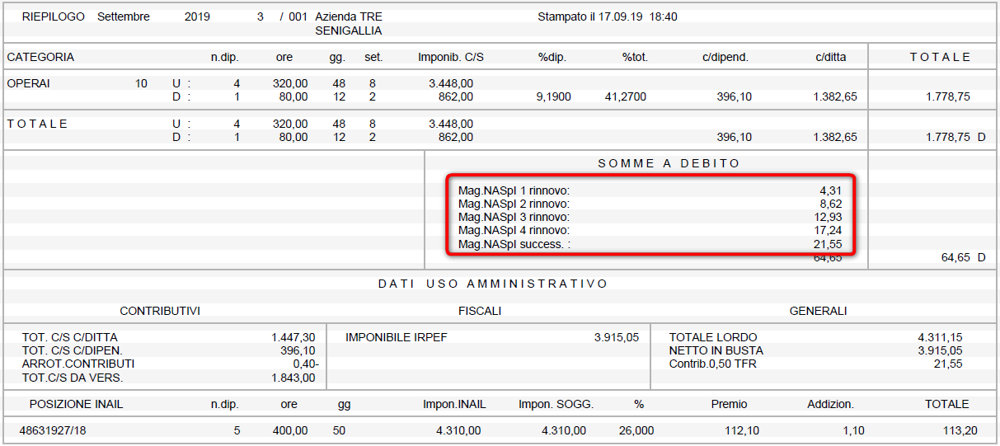 RIEPILOGO Settembre 2019 3 / 001 Azienda TRE Stampato il 17.09.19 18:40
SENIGALLIA
CATEGORIA n.dip. ore gg. set. Imponib. C/S %dip. %tot. c/dipend. c/ditta T O T A L E
OPERAI 10 U : 4 320,00 48 8 3.448,00
D : 1 80,00 12 2 862,00 9,1900 41,2700 396,10 1.382,65 1.778,75
T O T A L E U : 4 320,00 48 8 3.448,00
D : 1 80,00 12 2 862,00 396,10 1.382,65 1.778,75 D
S O M M E A D E B I T O
Mag.NASpI 1 rinnovo: 4,31
Mag.NASpI 2 rinnovo: 8,62
Mag.NASpI 3 rinnovo: 12,93
Mag.NASpI 4 rinnovo: 17,24
Mag.NASpI success. : 21,55
64,65 64,65 D
D A T I U S O A M M I N I S T R A T I V O
CONTRIBUTIVI FISCALI GENERALI
TOT. C/S C/DITTA 1.447,30 IMPONIBILE IRPEF 3.915,05 TOTALE LORDO 4.311,15
TOT. C/S C/DIPEN. 396,10 NETTO IN BUSTA 3.915,05
ARROT.CONTRIBUTI 0,40- Contrib.0,50 TFR 21,55
TOT.C/S DA VERS. 1.843,00
POSIZIONE INAIL n.dip. ore gg Impon.INAIL Impon. SOGG. % Premio Addizion. TOTALE
48631927/18 5 400,00 50 4.310,00 4.310,00 26,000 112,10 1,10 113,20